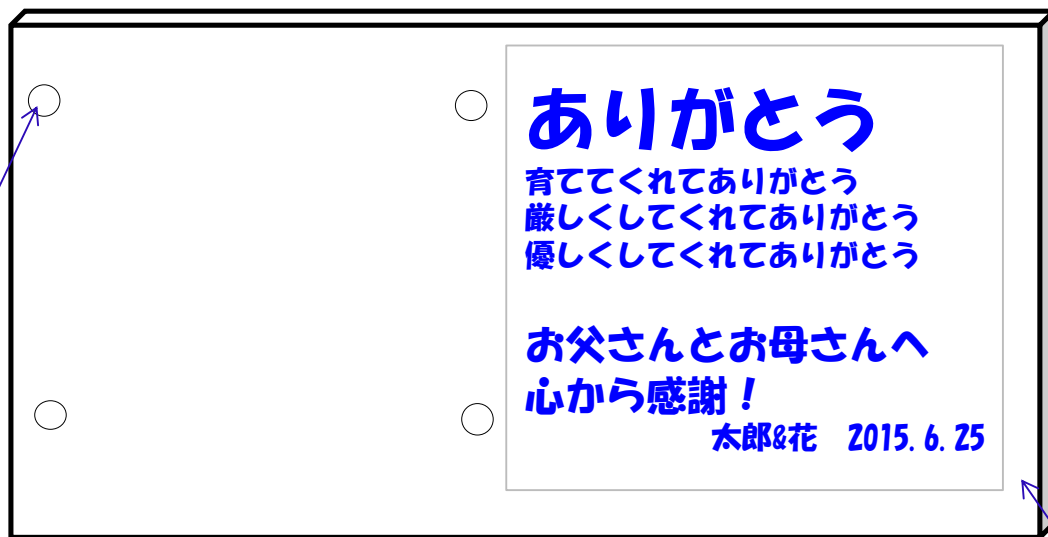 ありがとう
育ててくれてありがとう
厳しくしてくれてありがとう
優しくしてくれてありがとう
お父さんとお母さんへ
心から感謝！
太郎&花　2015.6.25